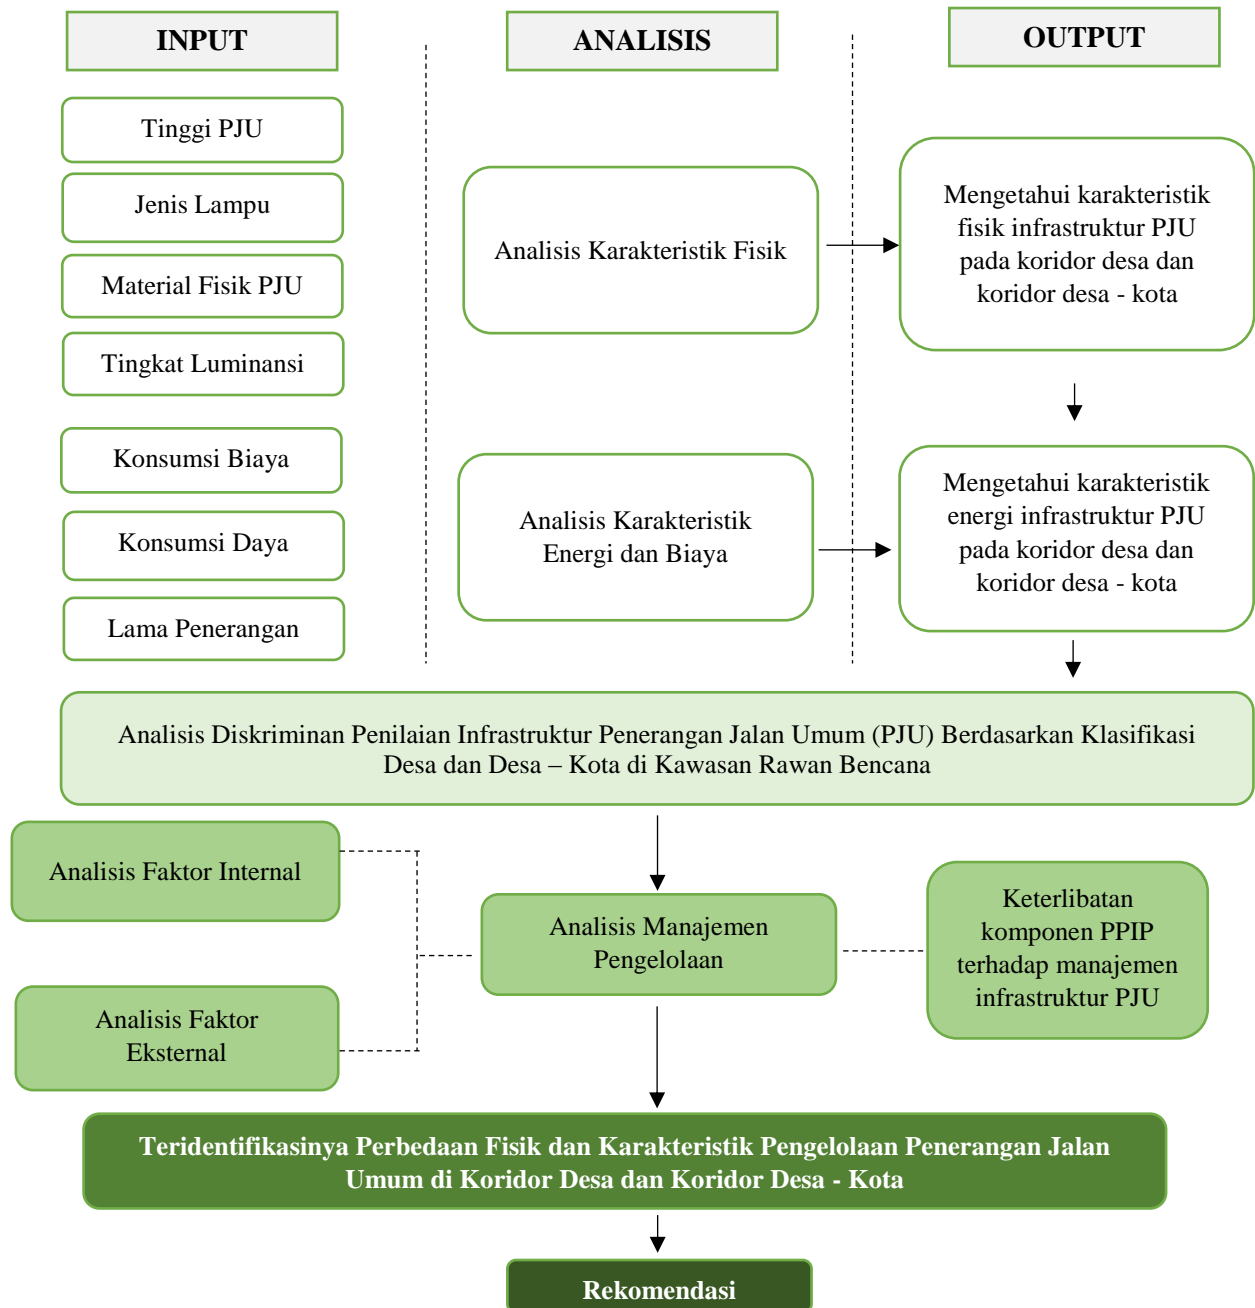 INPUT
ANALISIS
OUTPUT
Tinggi PJU
Jenis Lampu
Material Fisik PJU
Tingkat Luminansi
Konsumsi Biaya
Konsumsi Daya
Lama Penerangan
Analisis Karakteristik Fisik
Analisis Karakteristik
Energi dan Biaya
Mengetahui karakteristik
fisik infrastruktur PJU
pada koridor desa dan
koridor desa - kota
Mengetahui karakteristik
energi infrastruktur PJU
pada koridor desa dan
koridor desa - kota
Analisis Diskriminan Penilaian Infrastruktur Penerangan Jalan Umum (PJU) Berdasarkan Klasifikasi
Desa dan Desa – Kota di Kawasan Rawan Bencana
Analisis Faktor Internal
Analisis Faktor
Eksternal
Analisis Manajemen
Pengelolaan
Keterlibatan
komponen PPIP
terhadap manajemen
infrastruktur PJU
Teridentifikasinya Perbedaan Fisik dan Karakteristik Pengelolaan Penerangan Jalan
Umum di Koridor Desa dan Koridor Desa - Kota
Rekomendasi